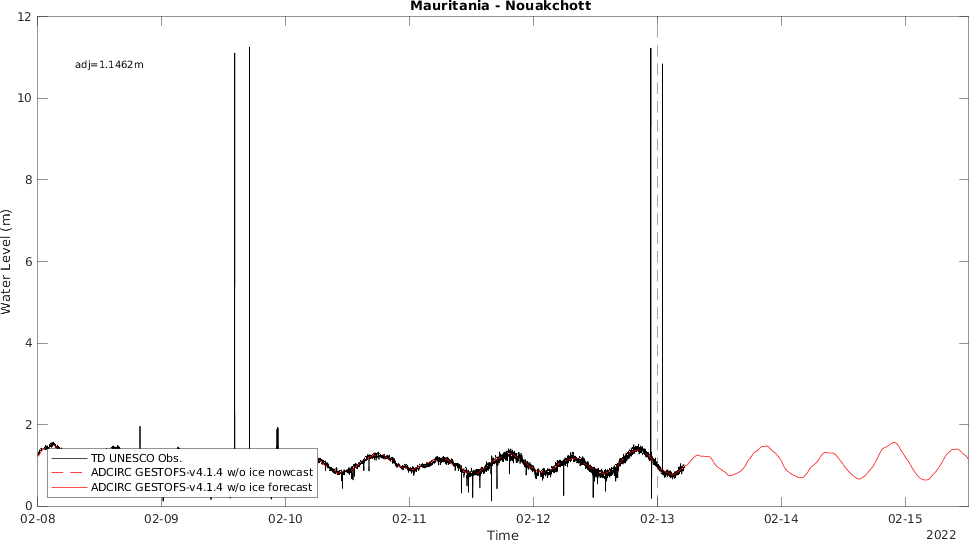 Mauritania - Nouakchott
12
adj=1.1462m
10
8
6
4
2
0
Water Level (m)
TD UNESCO Obs.
ADCIRC GESTOFS-v4.1.4 w/o ice nowcast
ADCIRC GESTOFS-v4.1.4 w/o ice forecast
02-08 02-09 02-10 02-11 02-12 02-13 02-14 02-15
Time
2022